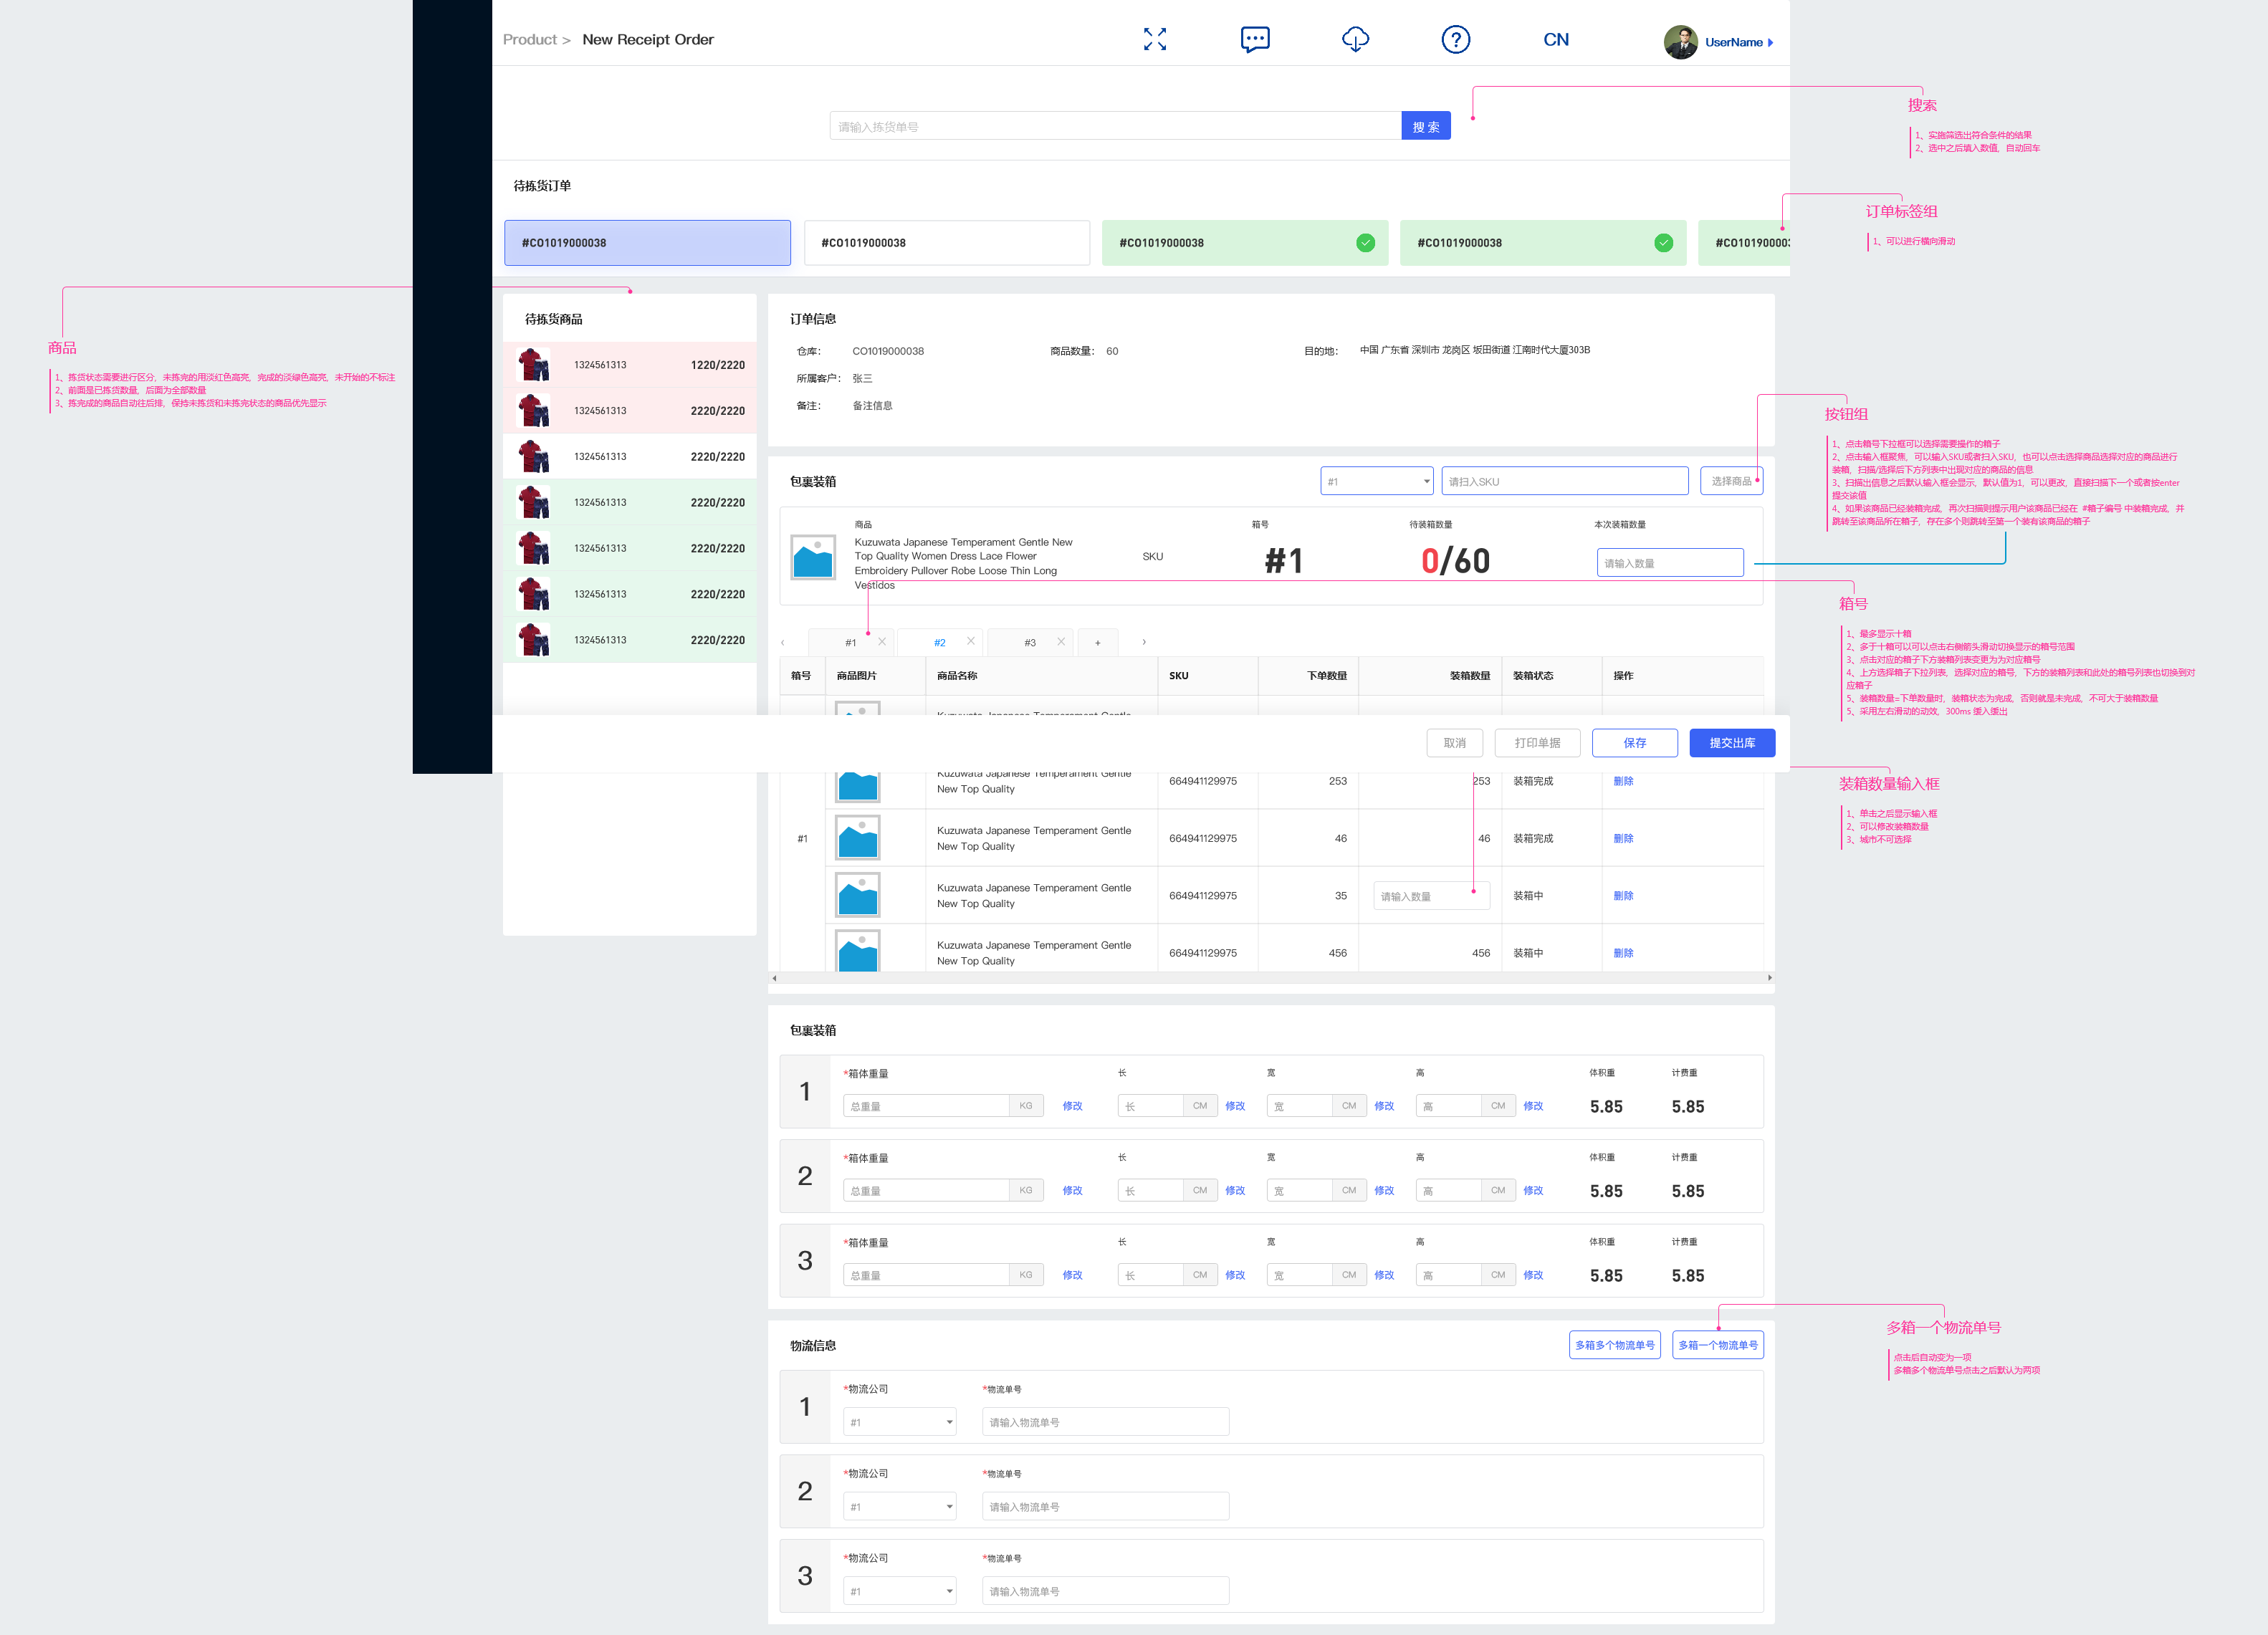 Product > New Receipt Order
CN
UserName
请输入拣货单号
搜 索
搜索
1、实施筛选出符合条件的结果
2、选中之后填入数值，自动回车
待拣货订单
#CO1019000038
#CO1019000038
#CO1019000038
#CO1019000038
#CO101900003
订单标签组
1、可以进行横向滑动
商品
1、拣货状态需要进行区分，未拣完的用淡红色高亮，完成的淡绿色高亮，未开始的不标注
2、前面是已拣货数量，后面为全部数量
3、拣完成的商品自动往后排，保持未拣货和未拣完状态的商品优先显示
待拣货商品
1324561313 1220/2220
1324561313 2220/2220
1324561313 2220/2220
1324561313 2220/2220
1324561313 2220/2220
1324561313 2220/2220
1324561313 2220/2220
订单信息
仓库： CO1019000038 商品数量： 60 目的地： 中国 广东省 深圳市 龙岗区 坂田街道 江南时代大厦303B
所属客户： 张三
备注： 备注信息
按钮组
1、点击箱号下拉框可以选择需要操作的箱子
2、点击输入框聚焦，可以输入SKU或者扫入SKU，也可以点击选择商品选择对应的商品进行
装箱，扫描/选择后下方列表中出现对应的商品的信息
3、扫描出信息之后默认输入框会显示，默认值为1，可以更改，直接扫描下一个或者按enter
提交该值
4、如果该商品已经装箱完成，再次扫描则提示用户该商品已经在 #箱子编号 中装箱完成，并
跳转至该商品所在箱子，存在多个则跳转至第一个装有该商品的箱子
包裹装箱
#1 请扫入SKU 选择商品
商品 箱号 待装箱数量 本次装箱数量
Kuzuwata Japanese Temperament Gentle New
Top Quality Women Dress Lace Flower
Embroidery Pullover Robe Loose Thin Long
Vestidos
SKU #1 0/60 请输入数量
箱号
1、最多显示十箱
2、多于十箱可以可以点击右侧箭头滑动切换显示的箱号范围
3、点击对应的箱子下方装箱列表变更为为对应箱号
4、上方选择箱子下拉列表，选择对应的箱号，下方的装箱列表和此处的箱号列表也切换到对
应箱子
5、装箱数量=下单数量时，装箱状态为完成，否则就是未完成，不可大于装箱数量
5、采用左右滑动的动效，300ms 缓入缓出
‹ #1 #2 #3 + ›
箱号 商品图片 商品名称 SKU 下单数量 装箱数量 装箱状态 操作
Kuzuwata Japanese Temperament Gentle
取消 打印单据 保存 提交出库
Kuzuwata Japanese Temperament Gentle
New Top Quality
664941129975 253 253 装箱完成 删除
#1
Kuzuwata Japanese Temperament Gentle
New Top Quality
664941129975 46 46 装箱完成 删除
Kuzuwata Japanese Temperament Gentle
New Top Quality
664941129975 35 请输入数量 装箱中 删除
Kuzuwata Japanese Temperament Gentle
New Top Quality
664941129975 456 456 装箱中 删除
装箱数量输入框
1、单击之后显示输入框
2、可以修改装箱数量
3、城市不可选择
包裹装箱
1
*箱体重量 长 宽 高 体积重 计费重
总重量 KG 修改 长 CM 修改 宽 CM 修改 高 CM 修改 5.85 5.85
2
*箱体重量 长 宽 高 体积重 计费重
总重量 KG 修改 长 CM 修改 宽 CM 修改 高 CM 修改 5.85 5.85
3
*箱体重量 长 宽 高 体积重 计费重
总重量 KG 修改 长 CM 修改 宽 CM 修改 高 CM 修改 5.85 5.85
物流信息
多箱多个物流单号 多箱一个物流单号
多箱一个物流单号
点击后自动变为一项
多箱多个物流单号点击之后默认为两项
1
*物流公司 *物流单号
#1 请输入物流单号
2
*物流公司 *物流单号
#1 请输入物流单号
3
*物流公司 *物流单号
#1 请输入物流单号